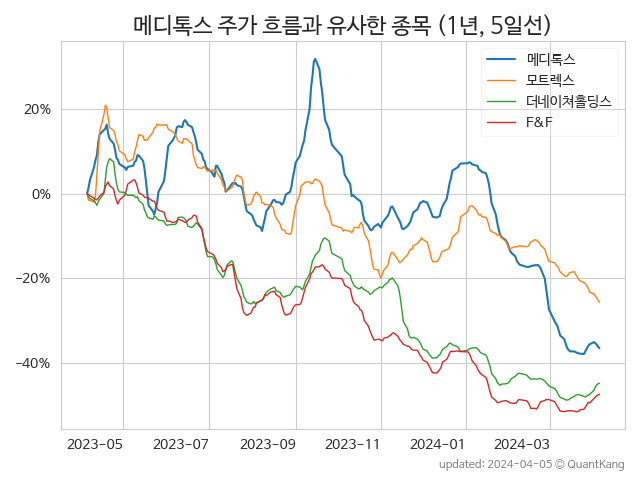 메디톡스 주가 흐름과 유사한 종목 (1년, 5일선)
메디톡스
모트렉스
더네이쳐홀딩스
F&F
20%
0%
−20%
−40%
2023-05 2023-07 2023-09 2023-11 2024-01 2024-03
updated: 2024-04-05 © QuantKang